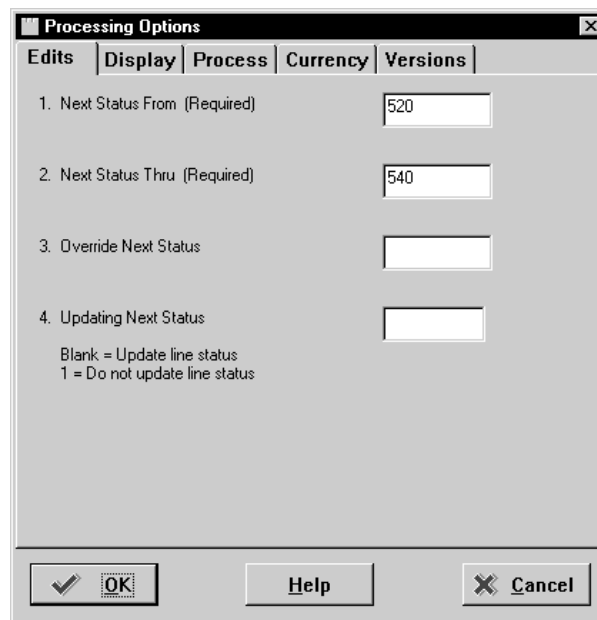 Processing Options
Edits Display Process Currency Versions
1. Next Status From (Required) 520
2. Next Status Thru (Required) 540
3. Override Next Status
4. Updating Next Status
Blank = Update line status
1 = Do not update line status
OK Help Cancel